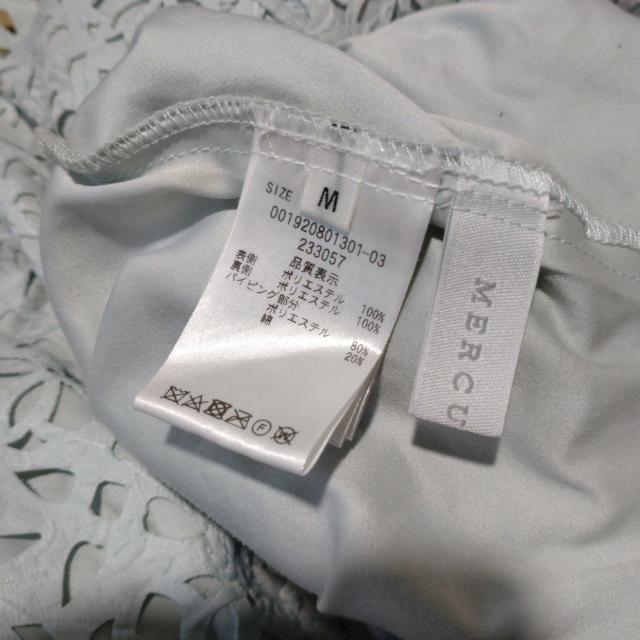 SIZE M
001920801301-03
233057
品質表示
表側 ポリエステル 100%
裏側 ポリエステル 100%
パイピング部分
ポリエステル 80%
綿 20%
MERCU